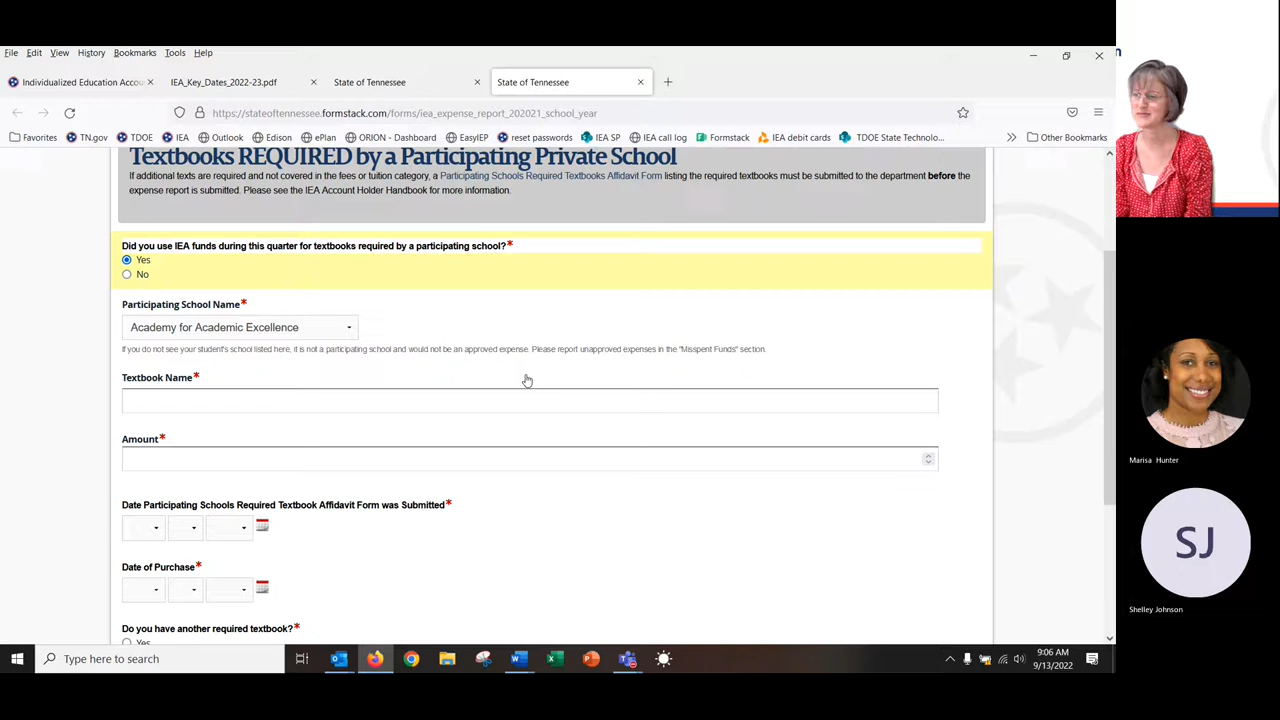 n
File Edit View History Bookmarks Tools Help
Individualized Education Accou
IEA_Key_Dates_2022-23.pdf
State of Tennessee
State of Tennessee
https://stateoftennessee.formstack.com/forms/iea_expense_report_202021_school_year
Favorites TN.gov TDOE IEA Outlook Edison ePlan ORION - Dashboard EasyIEP reset passwords IEA SP IEA call log Formstack IEA debit cards TDOE State Technolo... Other Bookmarks
Textbooks REQUIRED by a Participating Private School
If additional texts are required and not covered in the fees or tuition category, a Participating Schools Required Textbooks Affidavit Form listing the required textbooks must be submitted to the department before the
expense report is submitted. Please see the IEA Account Holder Handbook for more information.
Did you use IEA funds during this quarter for textbooks required by a participating school?*
Yes
No
Participating School Name*
Academy for Academic Excellence
If you do not see your student's school listed here, it is not a participating school and would not be an approved expense. Please report unapproved expenses in the "Misspent Funds" section.
Textbook Name*
Amount*
Date Participating Schools Required Textbook Affidavit Form was Submitted*
Date of Purchase*
Do you have another required textbook?*
Yes
Marisa Hunter
SJ
Shelley Johnson
Type here to search
9:06 AM
9/13/2022